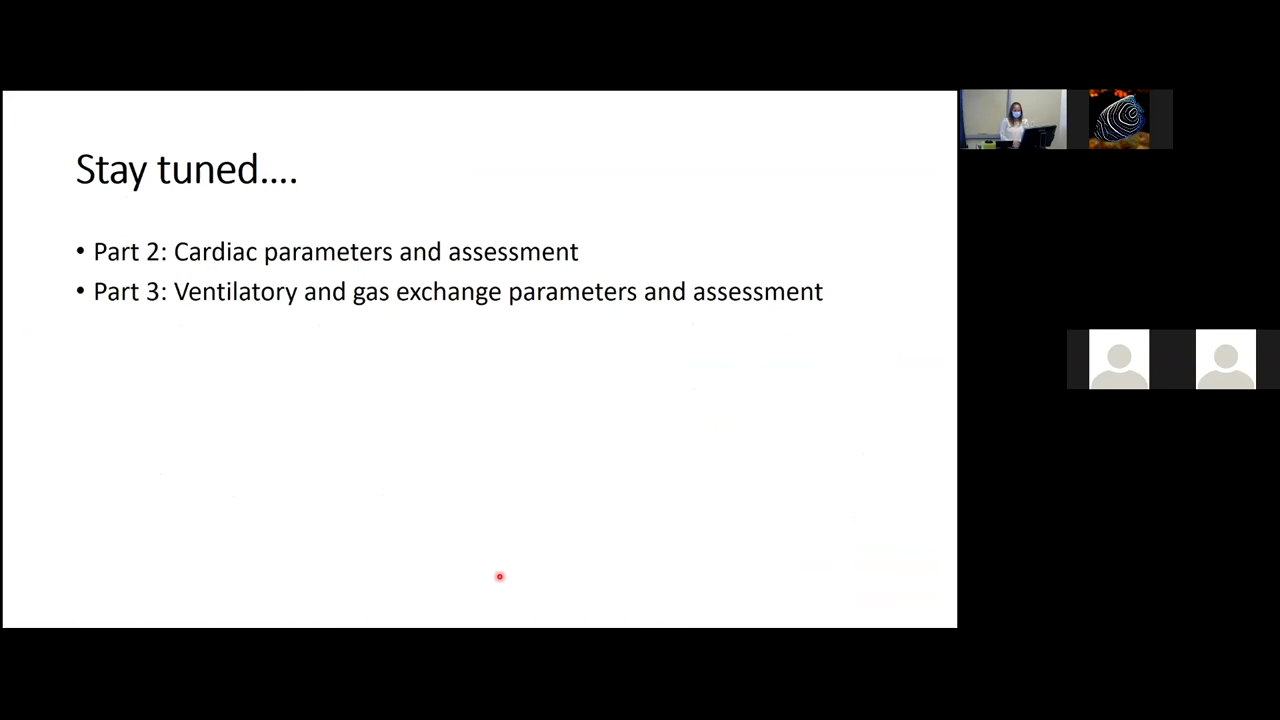 Stay tuned....
• Part 2: Cardiac parameters and assessment
• Part 3: Ventilatory and gas exchange parameters and assessment